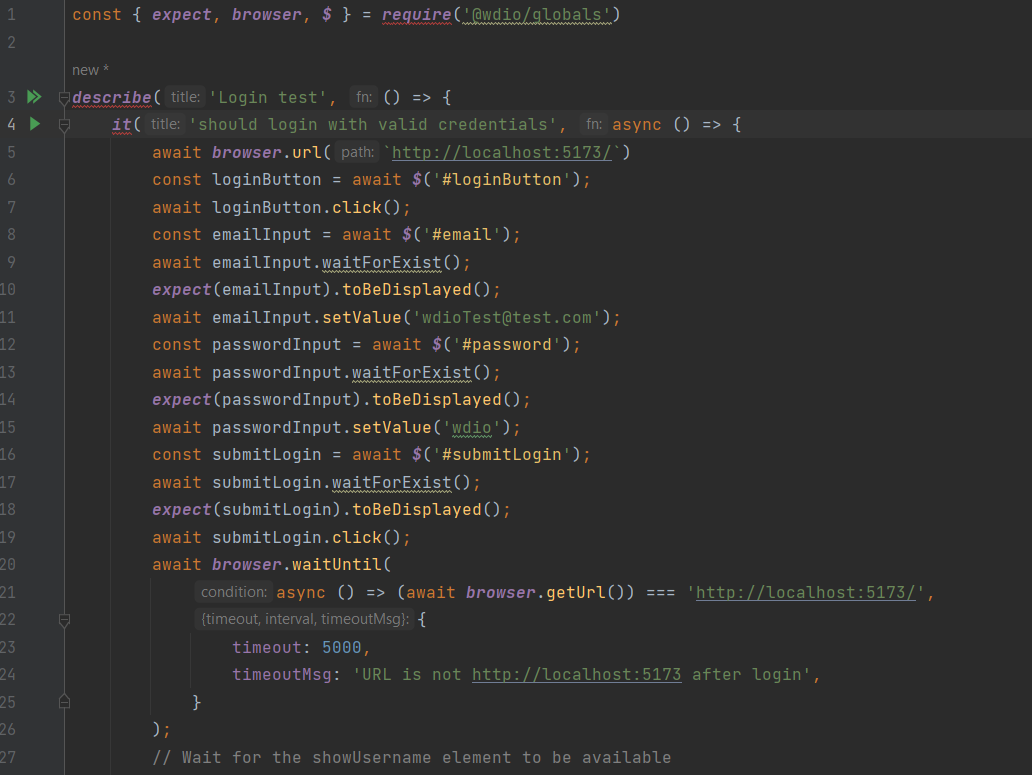 1 const { expect, browser, $ } = require('@wdio/globals')
2
new *
3 describe( title: 'Login test', fn: () => {
4 it( title: 'should login with valid credentials', fn: async () => {
5 await browser.url( path: `http://localhost:5173/`)
6 const loginButton = await $('#loginButton');
7 await loginButton.click();
8 const emailInput = await $('#email');
9 await emailInput.waitForExist();
10 expect(emailInput).toBeDisplayed();
11 await emailInput.setValue('wdioTest@test.com');
12 const passwordInput = await $('#password');
13 await passwordInput.waitForExist();
14 expect(passwordInput).toBeDisplayed();
15 await passwordInput.setValue('wdio');
16 const submitLogin = await $('#submitLogin');
17 await submitLogin.waitForExist();
18 expect(submitLogin).toBeDisplayed();
19 await submitLogin.click();
20 await browser.waitUntil(
21 condition: async () => (await browser.getUrl()) === 'http://localhost:5173/',
22 {timeout, interval, timeoutMsg}: {
23 timeout: 5000,
24 timeoutMsg: 'URL is not http://localhost:5173 after login',
25 }
26 );
27 // Wait for the showUsername element to be available